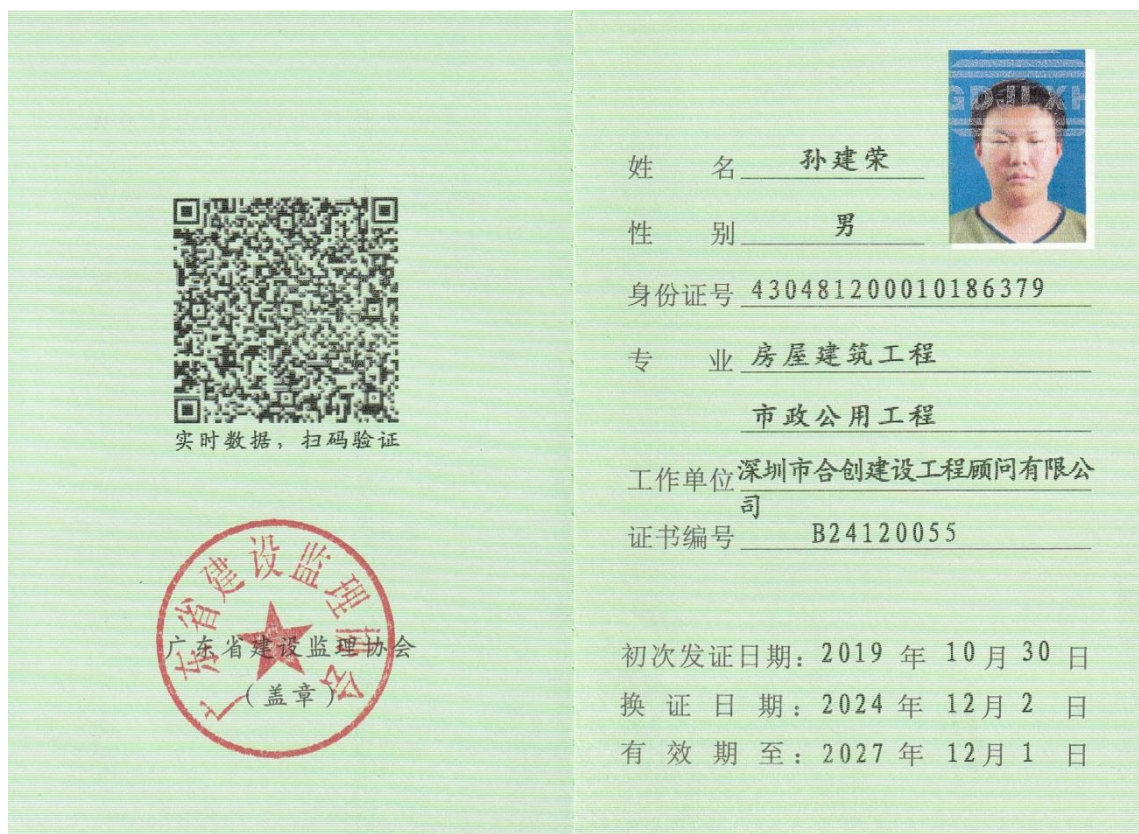 实时数据，扫码验证
广东省建设监理协会
广东省建设监理协会
（盖章）
GDJLXH
姓 名 孙建荣
性 别 男
身份证号 430481200010186379
专 业 房屋建筑工程
市政公用工程
工作单位 深圳市合创建设工程顾问有限公
司
证书编号 B24120055
初次发证日期：2019 年 10 月 30 日
换 证 日 期：2024 年 12 月 2 日
有 效 期 至：2027 年 12 月 1 日